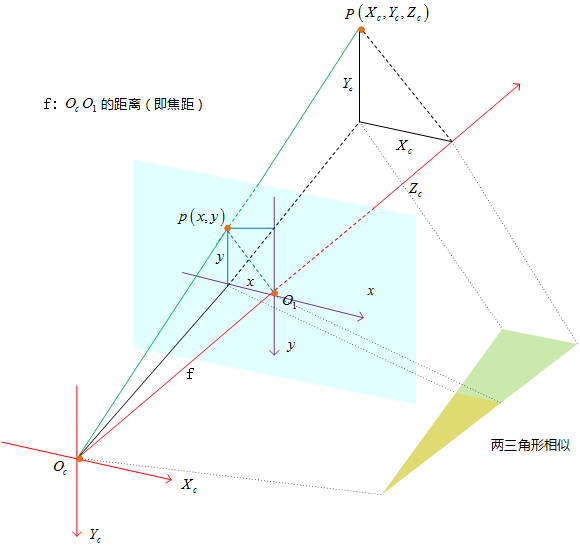 P(X_c, Y_c, Z_c)
Y_c
f: O_c O_1 的距离（即焦距）
X_c
Z_c
p(x, y)
y
x
x
O_1
y
f
两三角形相似
O_c
X_c
Y_c